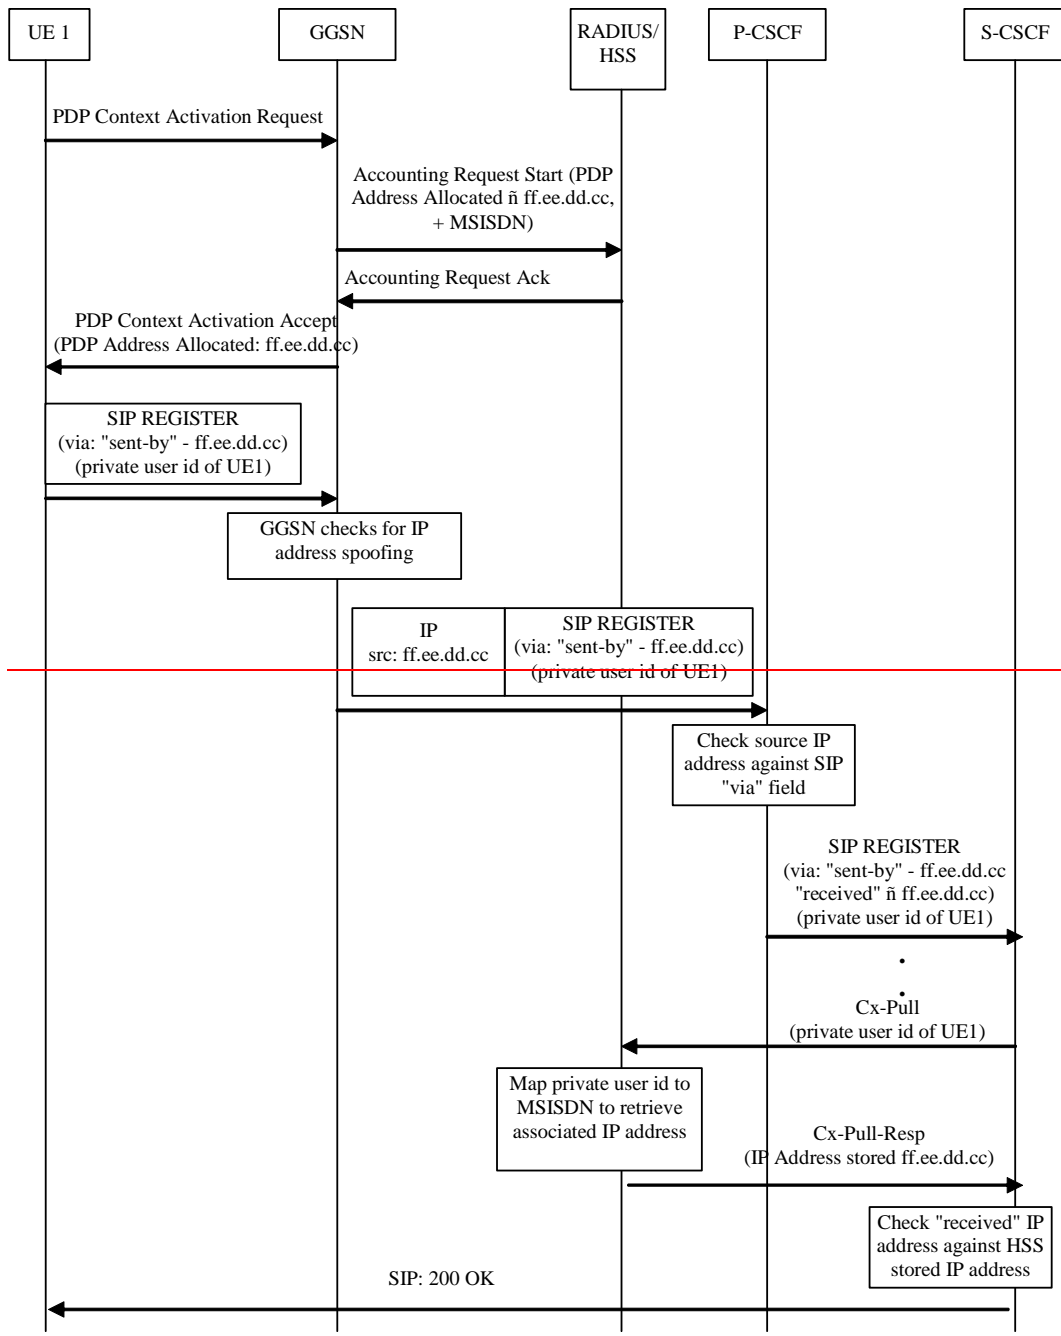 UE 1
GGSN
RADIUS/
HSS
P-CSCF
S-CSCF
PDP Context Activation Request
Accounting Request Start (PDP
Address Allocated ñ ff.ee.dd.cc,
+ MSISDN)
Accounting Request Ack
PDP Context Activation Accept
(PDP Address Allocated: ff.ee.dd.cc)
SIP REGISTER
(via: "sent-by" - ff.ee.dd.cc)
(private user id of UE1)
GGSN checks for IP
address spoofing
IP
src: ff.ee.dd.cc
SIP REGISTER
(via: "sent-by" - ff.ee.dd.cc)
(private user id of UE1)
Check source IP
address against SIP
"via" field
SIP REGISTER
(via: "sent-by" - ff.ee.dd.cc
"received" ñ ff.ee.dd.cc)
(private user id of UE1)
Cx-Pull
(private user id of UE1)
Map private user id to
MSISDN to retrieve
associated IP address
Cx-Pull-Resp
(IP Address stored ff.ee.dd.cc)
Check "received" IP
address against HSS
stored IP address
SIP: 200 OK